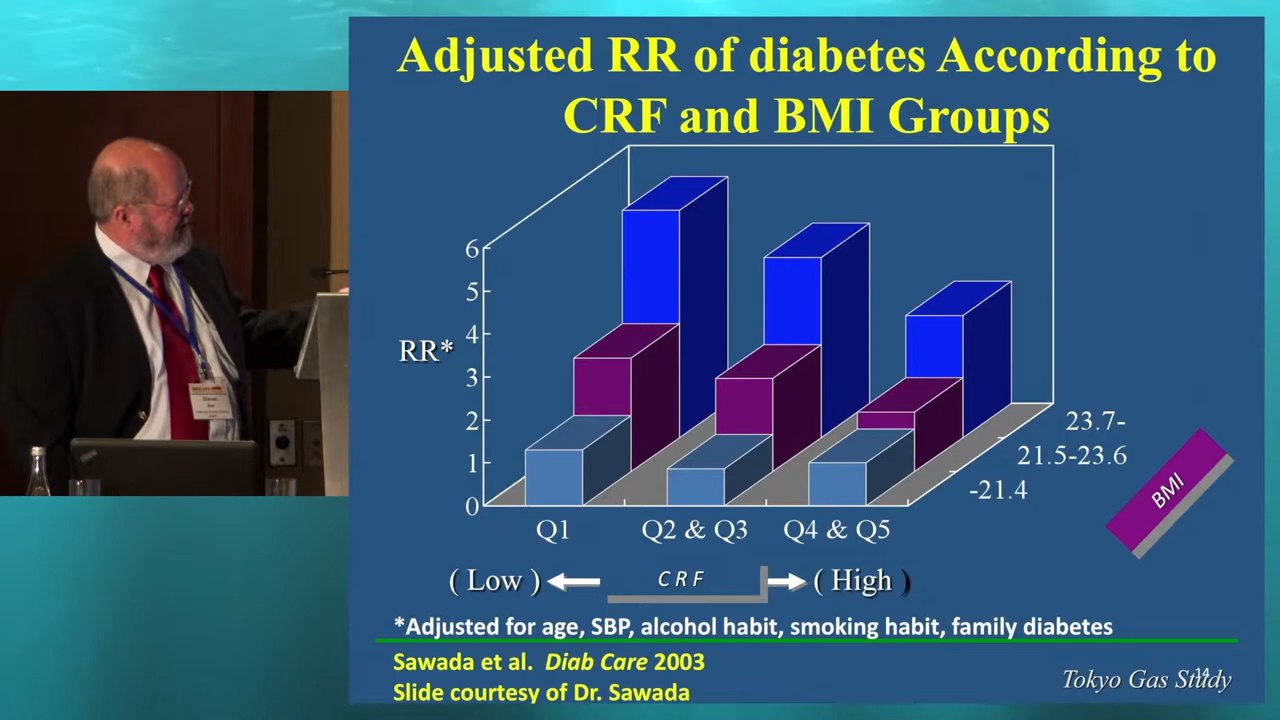 Adjusted RR of diabetes According to
CRF and BMI Groups
6
5
4
3
2
1
0
RR*
23.7-
21.5-23.6
-21.4
BMI
Q1 Q2 & Q3 Q4 & Q5
( Low ) CRF ( High )
*Adjusted for age, SBP, alcohol habit, smoking habit, family diabetes
Sawada et al. Diab Care 2003
Slide courtesy of Dr. Sawada
Tokyo Gas Study
14
Steven